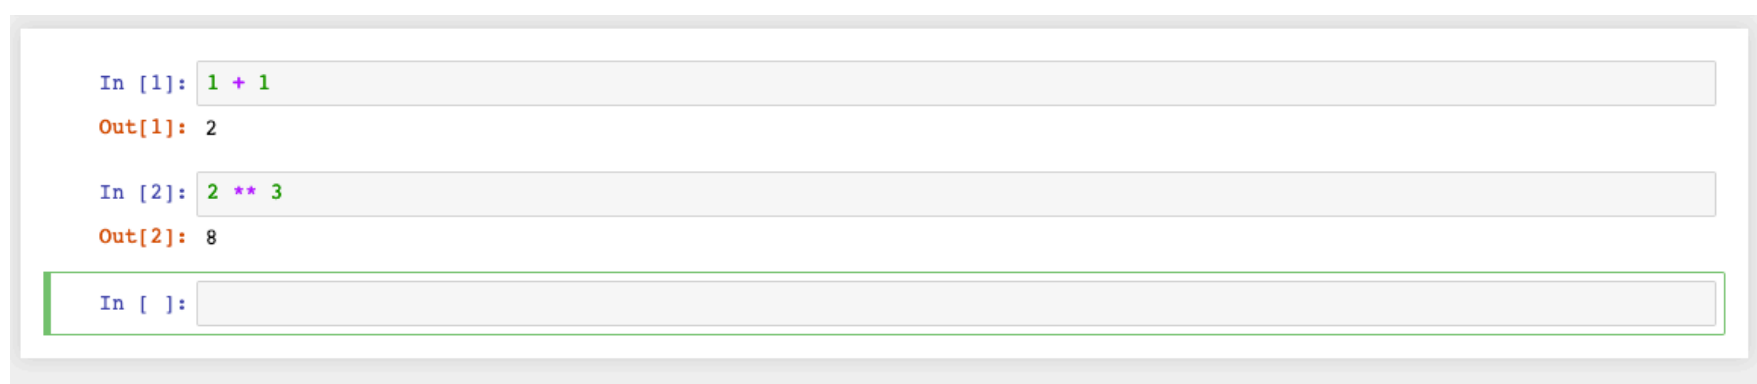 In [1]: 1 + 1
Out[1]: 2
In [2]: 2 ** 3
Out[2]: 8
In [ ]: